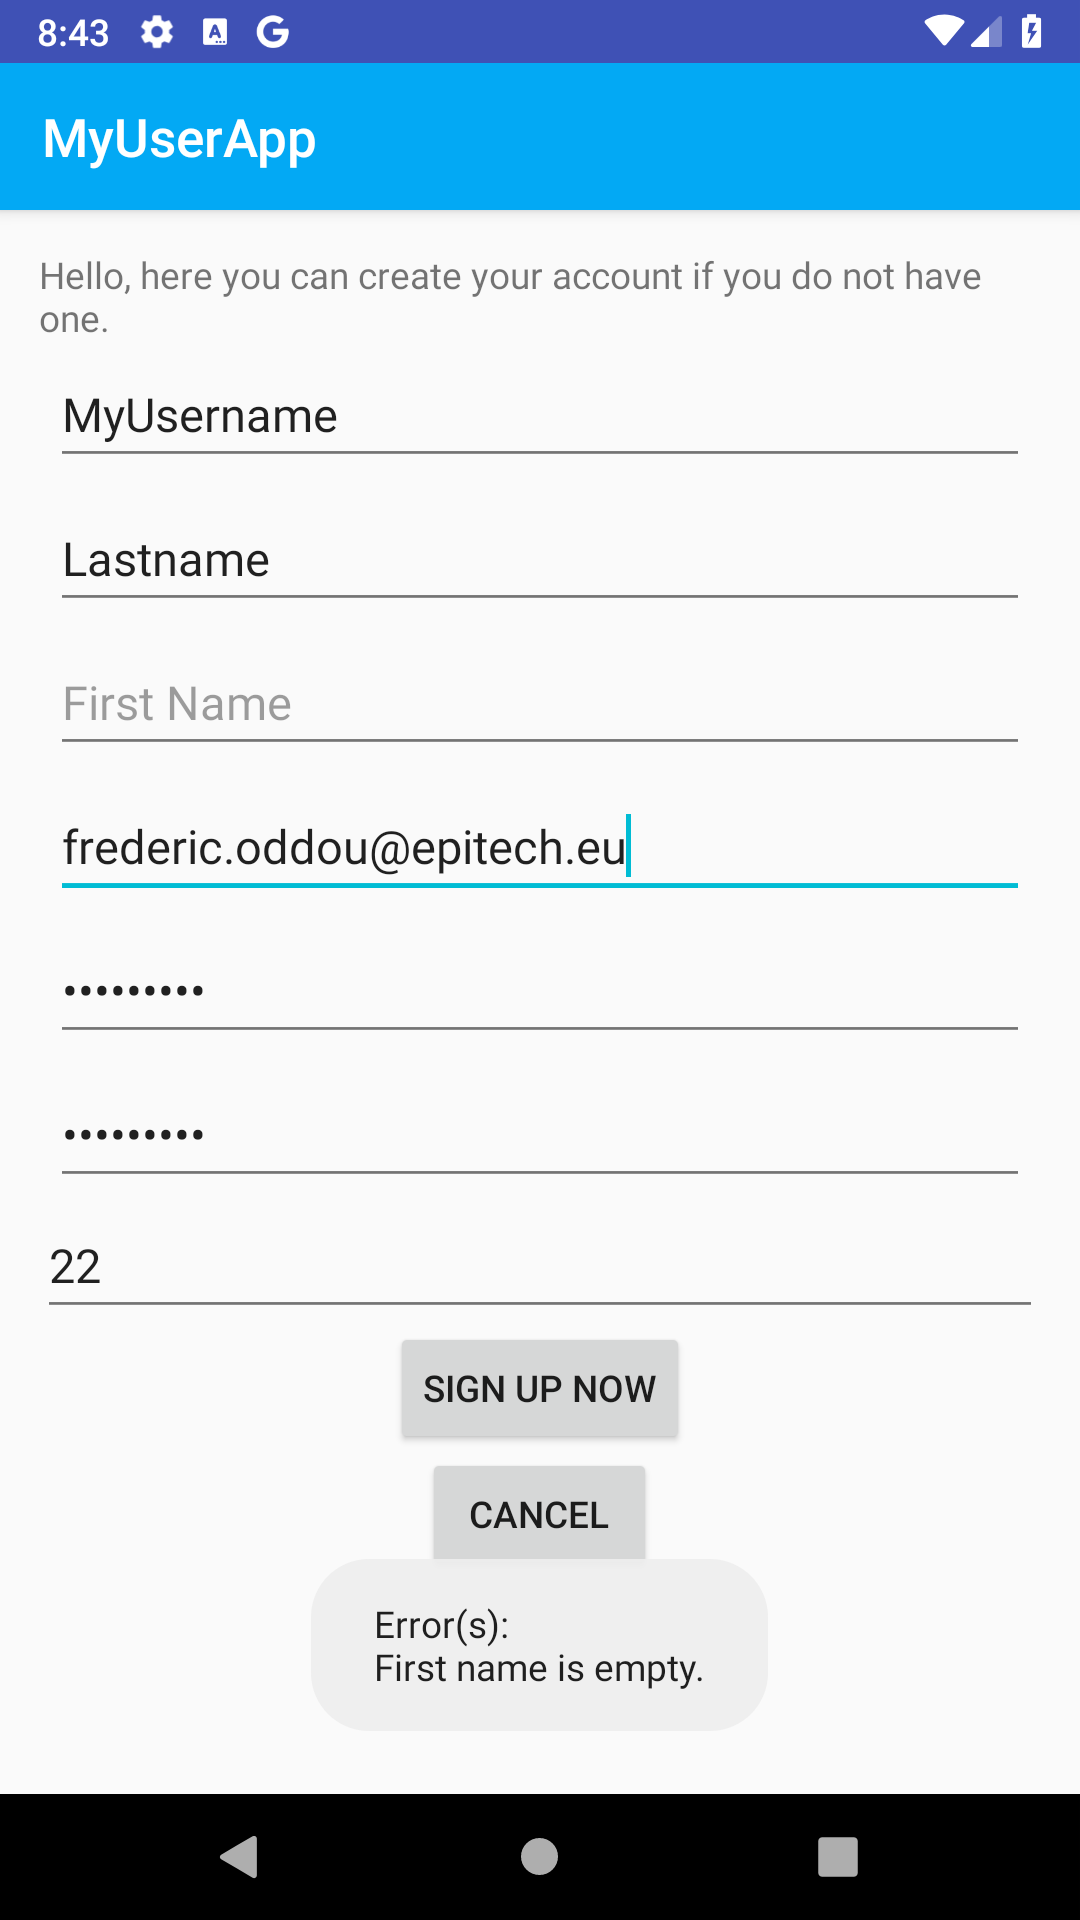 8:43
MyUserApp
Hello, here you can create your account if you do not have
one.
MyUsername
Lastname
First Name
frederic.oddou@epitech.eu
•••••••••
•••••••••
22
SIGN UP NOW
CANCEL
Error(s):
First name is empty.